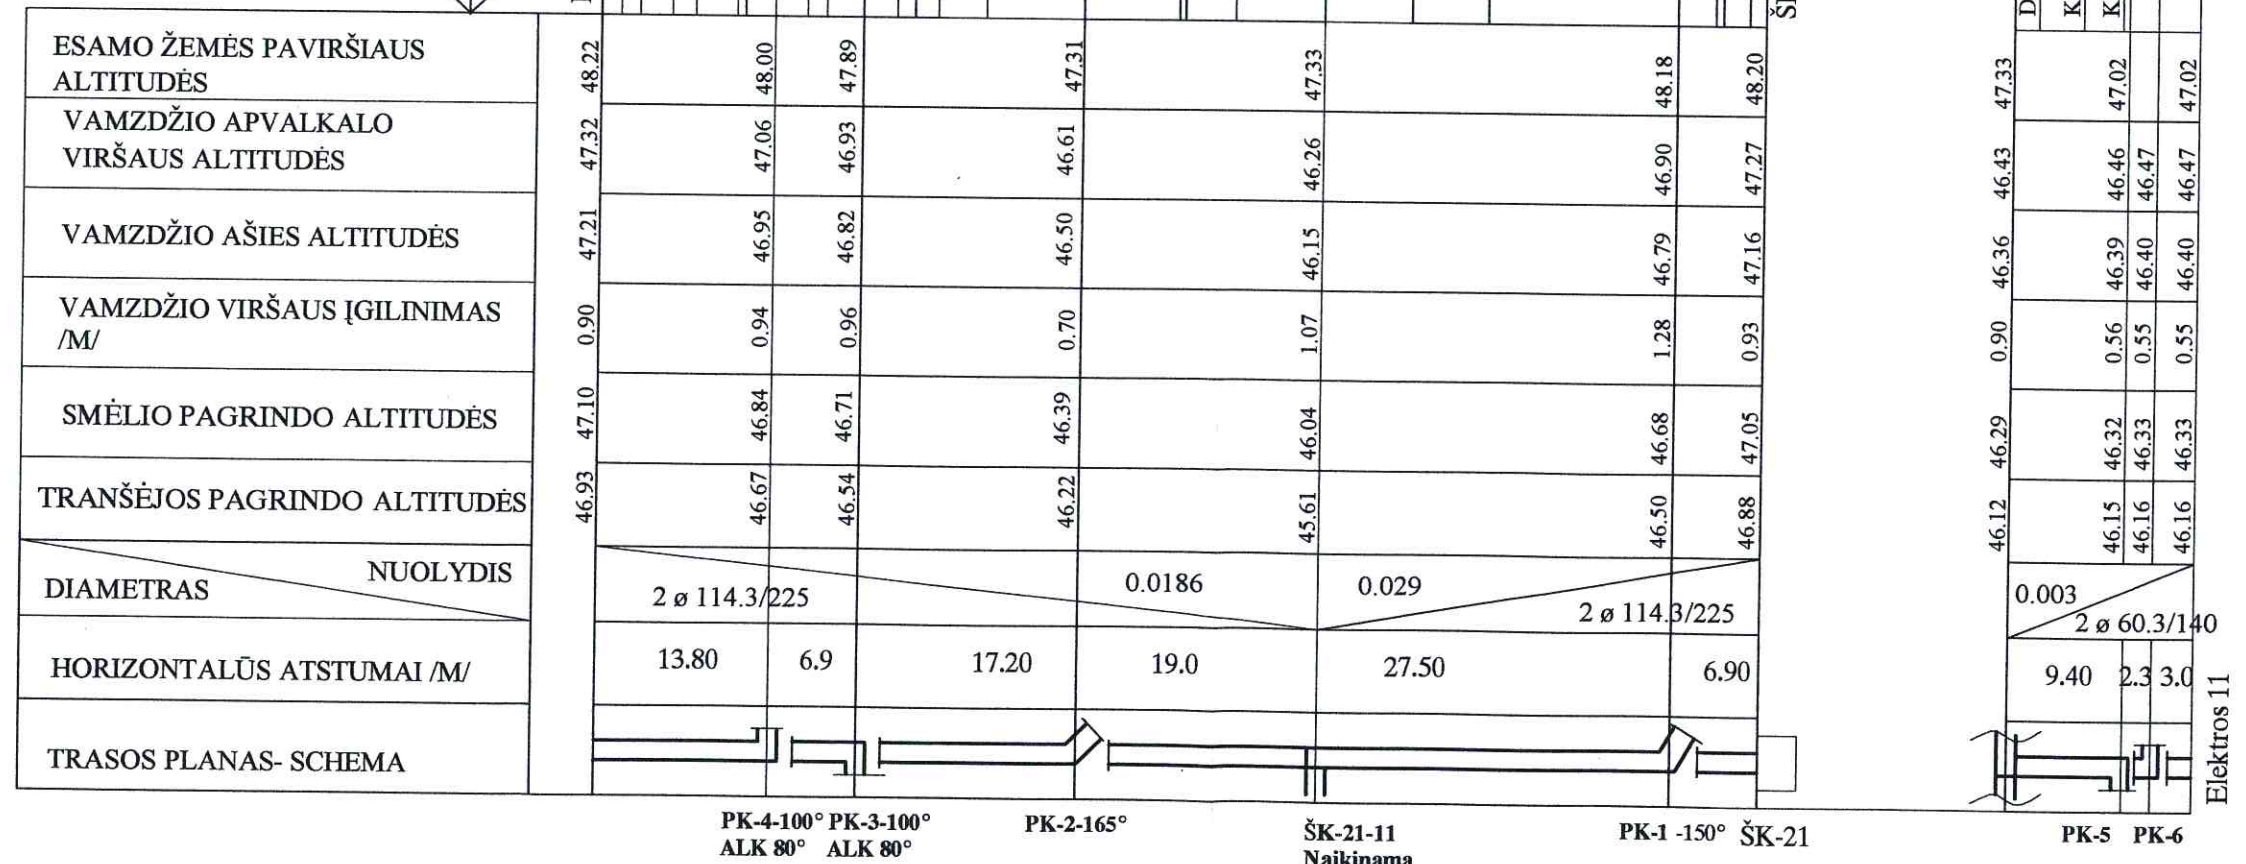 ESAMO ŽEMĖS PAVIRŠIAUS
ALTITUDĖS
48.22 48.00 47.89 47.31 47.33 48.18 48.20 47.33 47.02 47.02
VAMZDŽIO APVALKALO
VIRŠAUS ALTITUDĖS
47.32 47.06 46.93 46.61 46.26 46.90 47.27 46.43 46.46 46.47 46.47
VAMZDŽIO AŠIES ALTITUDĖS
47.21 46.95 46.82 46.50 46.15 46.79 47.16 46.36 46.39 46.40 46.40
VAMZDŽIO VIRŠAUS ĮGILINIMAS
/M/
0.90 0.94 0.96 0.70 1.07 1.28 0.93 0.90 0.56 0.55 0.55
SMĖLIO PAGRINDO ALTITUDĖS
47.10 46.84 46.71 46.39 46.04 46.68 47.05 46.29 46.32 46.33 46.33
TRANŠĖJOS PAGRINDO ALTITUDĖS
46.93 46.67 46.54 46.22 45.61 46.50 46.88 46.12 46.15 46.16 46.16
NUOLYDIS
DIAMETRAS
2 ø 114.3/225 0.0186 0.029 2 ø 114.3/225 0.003 2 ø 60.3/140
HORIZONTALŪS ATSTUMAI /M/
13.80 6.9 17.20 19.0 27.50 6.90 9.40 2.3 3.0
TRASOS PLANAS- SCHEMA
Elektros 11
PK-4-100° PK-3-100° PK-2-165° ŠK-21-11 PK-1 -150° ŠK-21 PK-5 PK-6
ALK 80° ALK 80° Naikinama